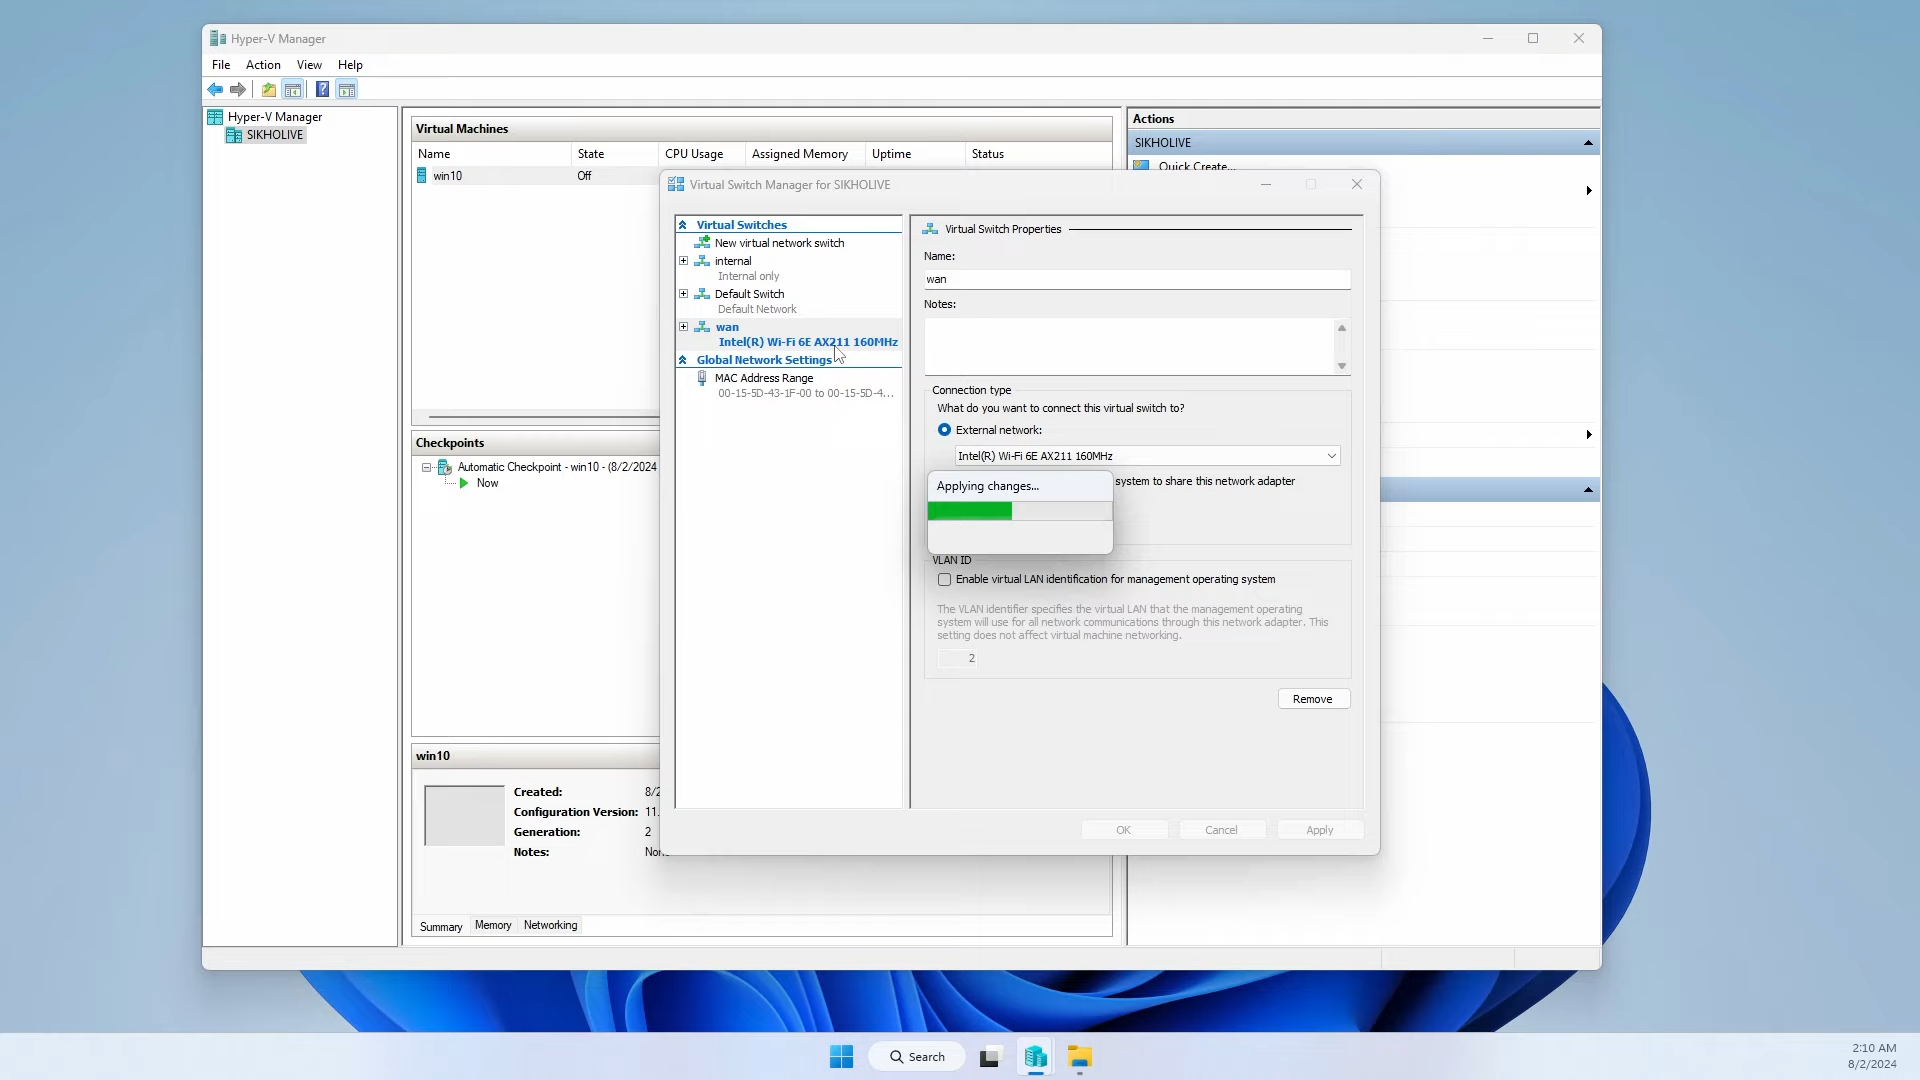 Hyper-V Manager
File Action View Help
Hyper-V Manager
SIKHOLIVE
Virtual Machines
Name State CPU Usage Assigned Memory Uptime Status
win10 Off
Checkpoints
Automatic Checkpoint - win10 - (8/2/2024
Now
win10
Created: 8/2
Configuration Version: 11.
Generation: 2
Notes: Non
Summary Memory Networking
Actions
SIKHOLIVE
Quick Create...
Virtual Switch Manager for SIKHOLIVE
Virtual Switches
New virtual network switch
internal
Internal only
Default Switch
Default Network
wan
Intel(R) Wi-Fi 6E AX211 160MHz
Global Network Settings
MAC Address Range
00-15-5D-43-1F-00 to 00-15-5D-4...
Virtual Switch Properties
Name:
wan
Notes:
Connection type
What do you want to connect this virtual switch to?
External network:
Intel(R) Wi-Fi 6E AX211 160MHz
system to share this network adapter
Applying changes...
VLAN ID
Enable virtual LAN identification for management operating system
The VLAN identifier specifies the virtual LAN that the management operating
system will use for all network communications through this network adapter. This
setting does not affect virtual machine networking.
2
Remove
OK Cancel Apply
Search
2:10 AM
8/2/2024